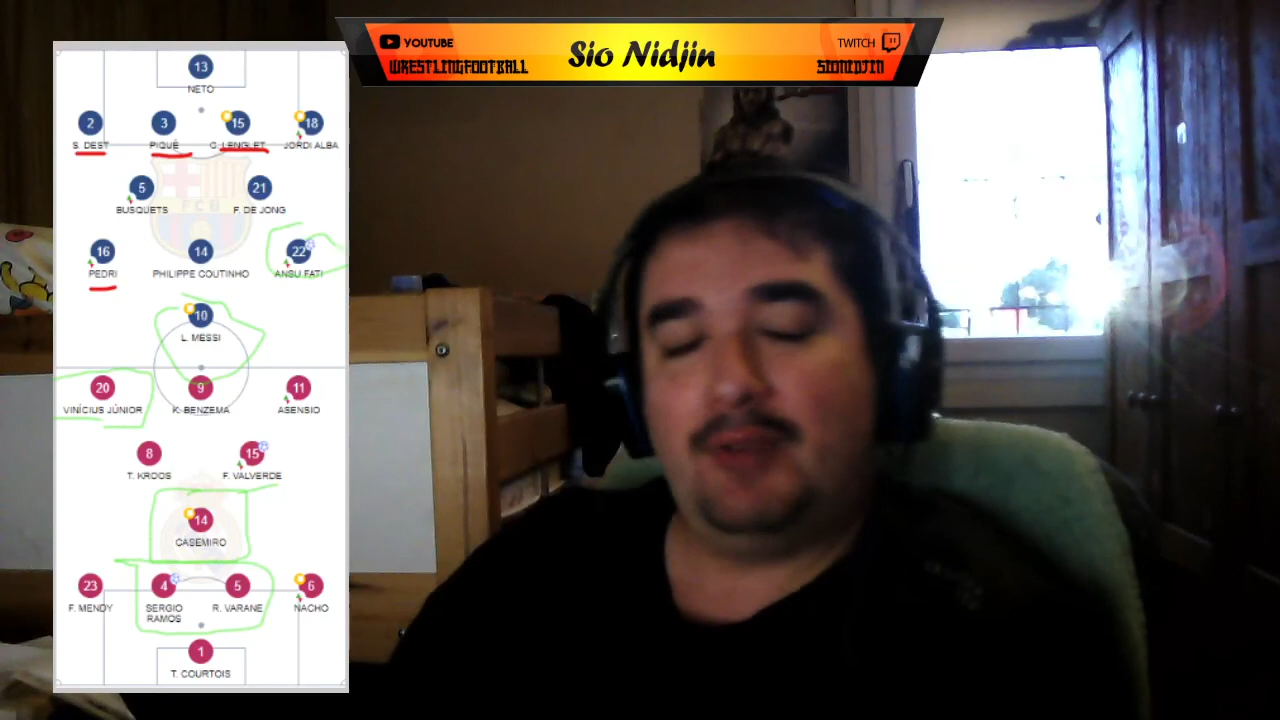 YOUTUBE
WRESTLINGFOOTBALL
Sio Nidjin
TWITCH
SIONIDJIN
13
NETO
2 3 15 18
S. DEST PIQUÉ C. LENGLET JORDI ALBA
5 21
BUSQUETS F. DE JONG
FCB
16 14 22
PEDRI PHILIPPE COUTINHO ANSU FATI
10
L. MESSI
20 9 11
VINÍCIUS JÚNIOR K. BENZEMA ASENSIO
8 15
T. KROOS F. VALVERDE
14
CASEMIRO
23 4 5 6
F. MENDY SERGIO RAMOS R. VARANE NACHO
1
T. COURTOIS